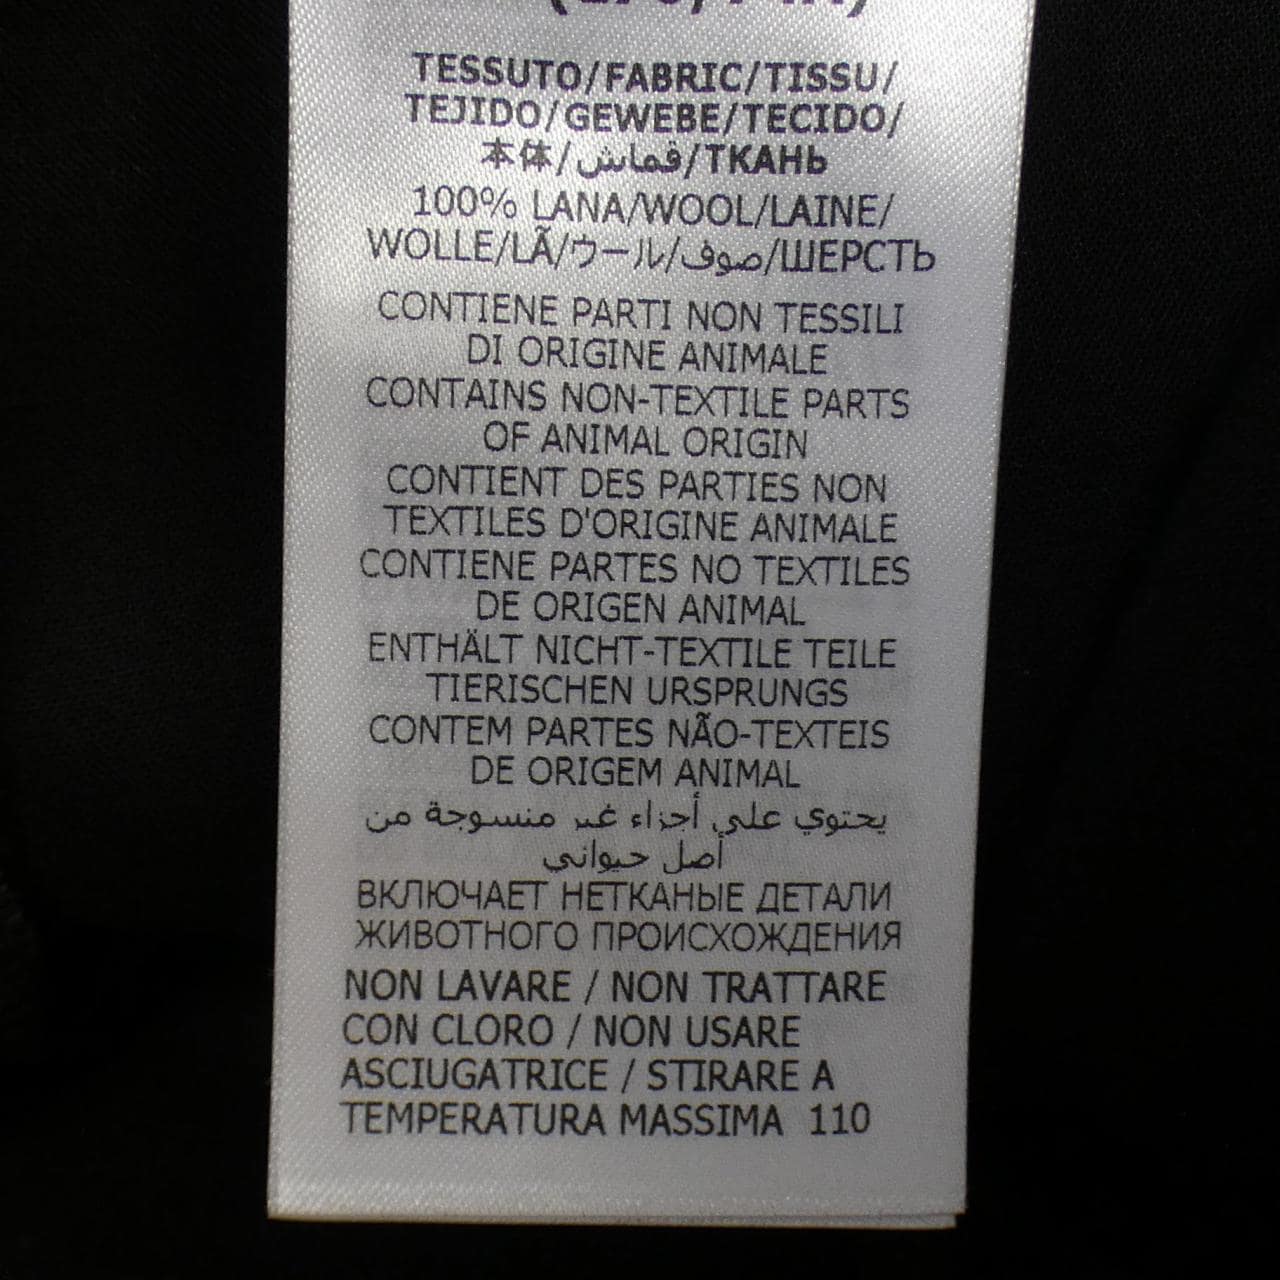 TESSUTO/FABRIC/TISSU/
TEJIDO/GEWEBE/TECIDO/
本体/قماش/ТКАНЬ
100% LANA/WOOL/LAINE/
WOLLE/LÃ/ウール/صوف/ШЕРСТЬ
CONTIENE PARTI NON TESSILI
DI ORIGINE ANIMALE
CONTAINS NON-TEXTILE PARTS
OF ANIMAL ORIGIN
CONTIENT DES PARTIES NON
TEXTILES D'ORIGINE ANIMALE
CONTIENE PARTES NO TEXTILES
DE ORIGEN ANIMAL
ENTHÄLT NICHT-TEXTILE TEILE
TIERISCHEN URSPRUNGS
CONTEM PARTES NÃO-TEXTEIS
DE ORIGEM ANIMAL
يحتوي على أجزاء غير منسوجة من
أصل حيواني
ВКЛЮЧАЕТ НЕТКАНЫЕ ДЕТАЛИ
ЖИВОТНОГО ПРОИСХОЖДЕНИЯ
NON LAVARE / NON TRATTARE
CON CLORO / NON USARE
ASCIUGATRICE / STIRARE A
TEMPERATURA MASSIMA 110